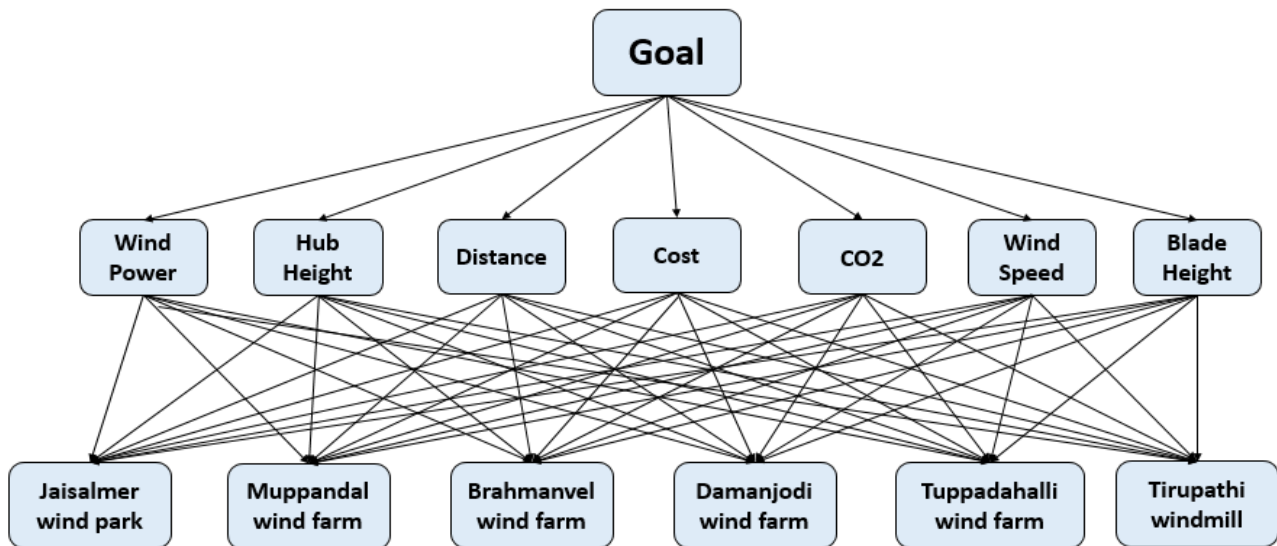 Goal
Wind
Power
Hub
Height
Distance
Cost
CO2
Wind
Speed
Blade
Height
Jaisalmer
wind park
Muppandal
wind farm
Brahmanvel
wind farm
Damanjodi
wind farm
Tuppadahalli
wind farm
Tirupathi
windmill